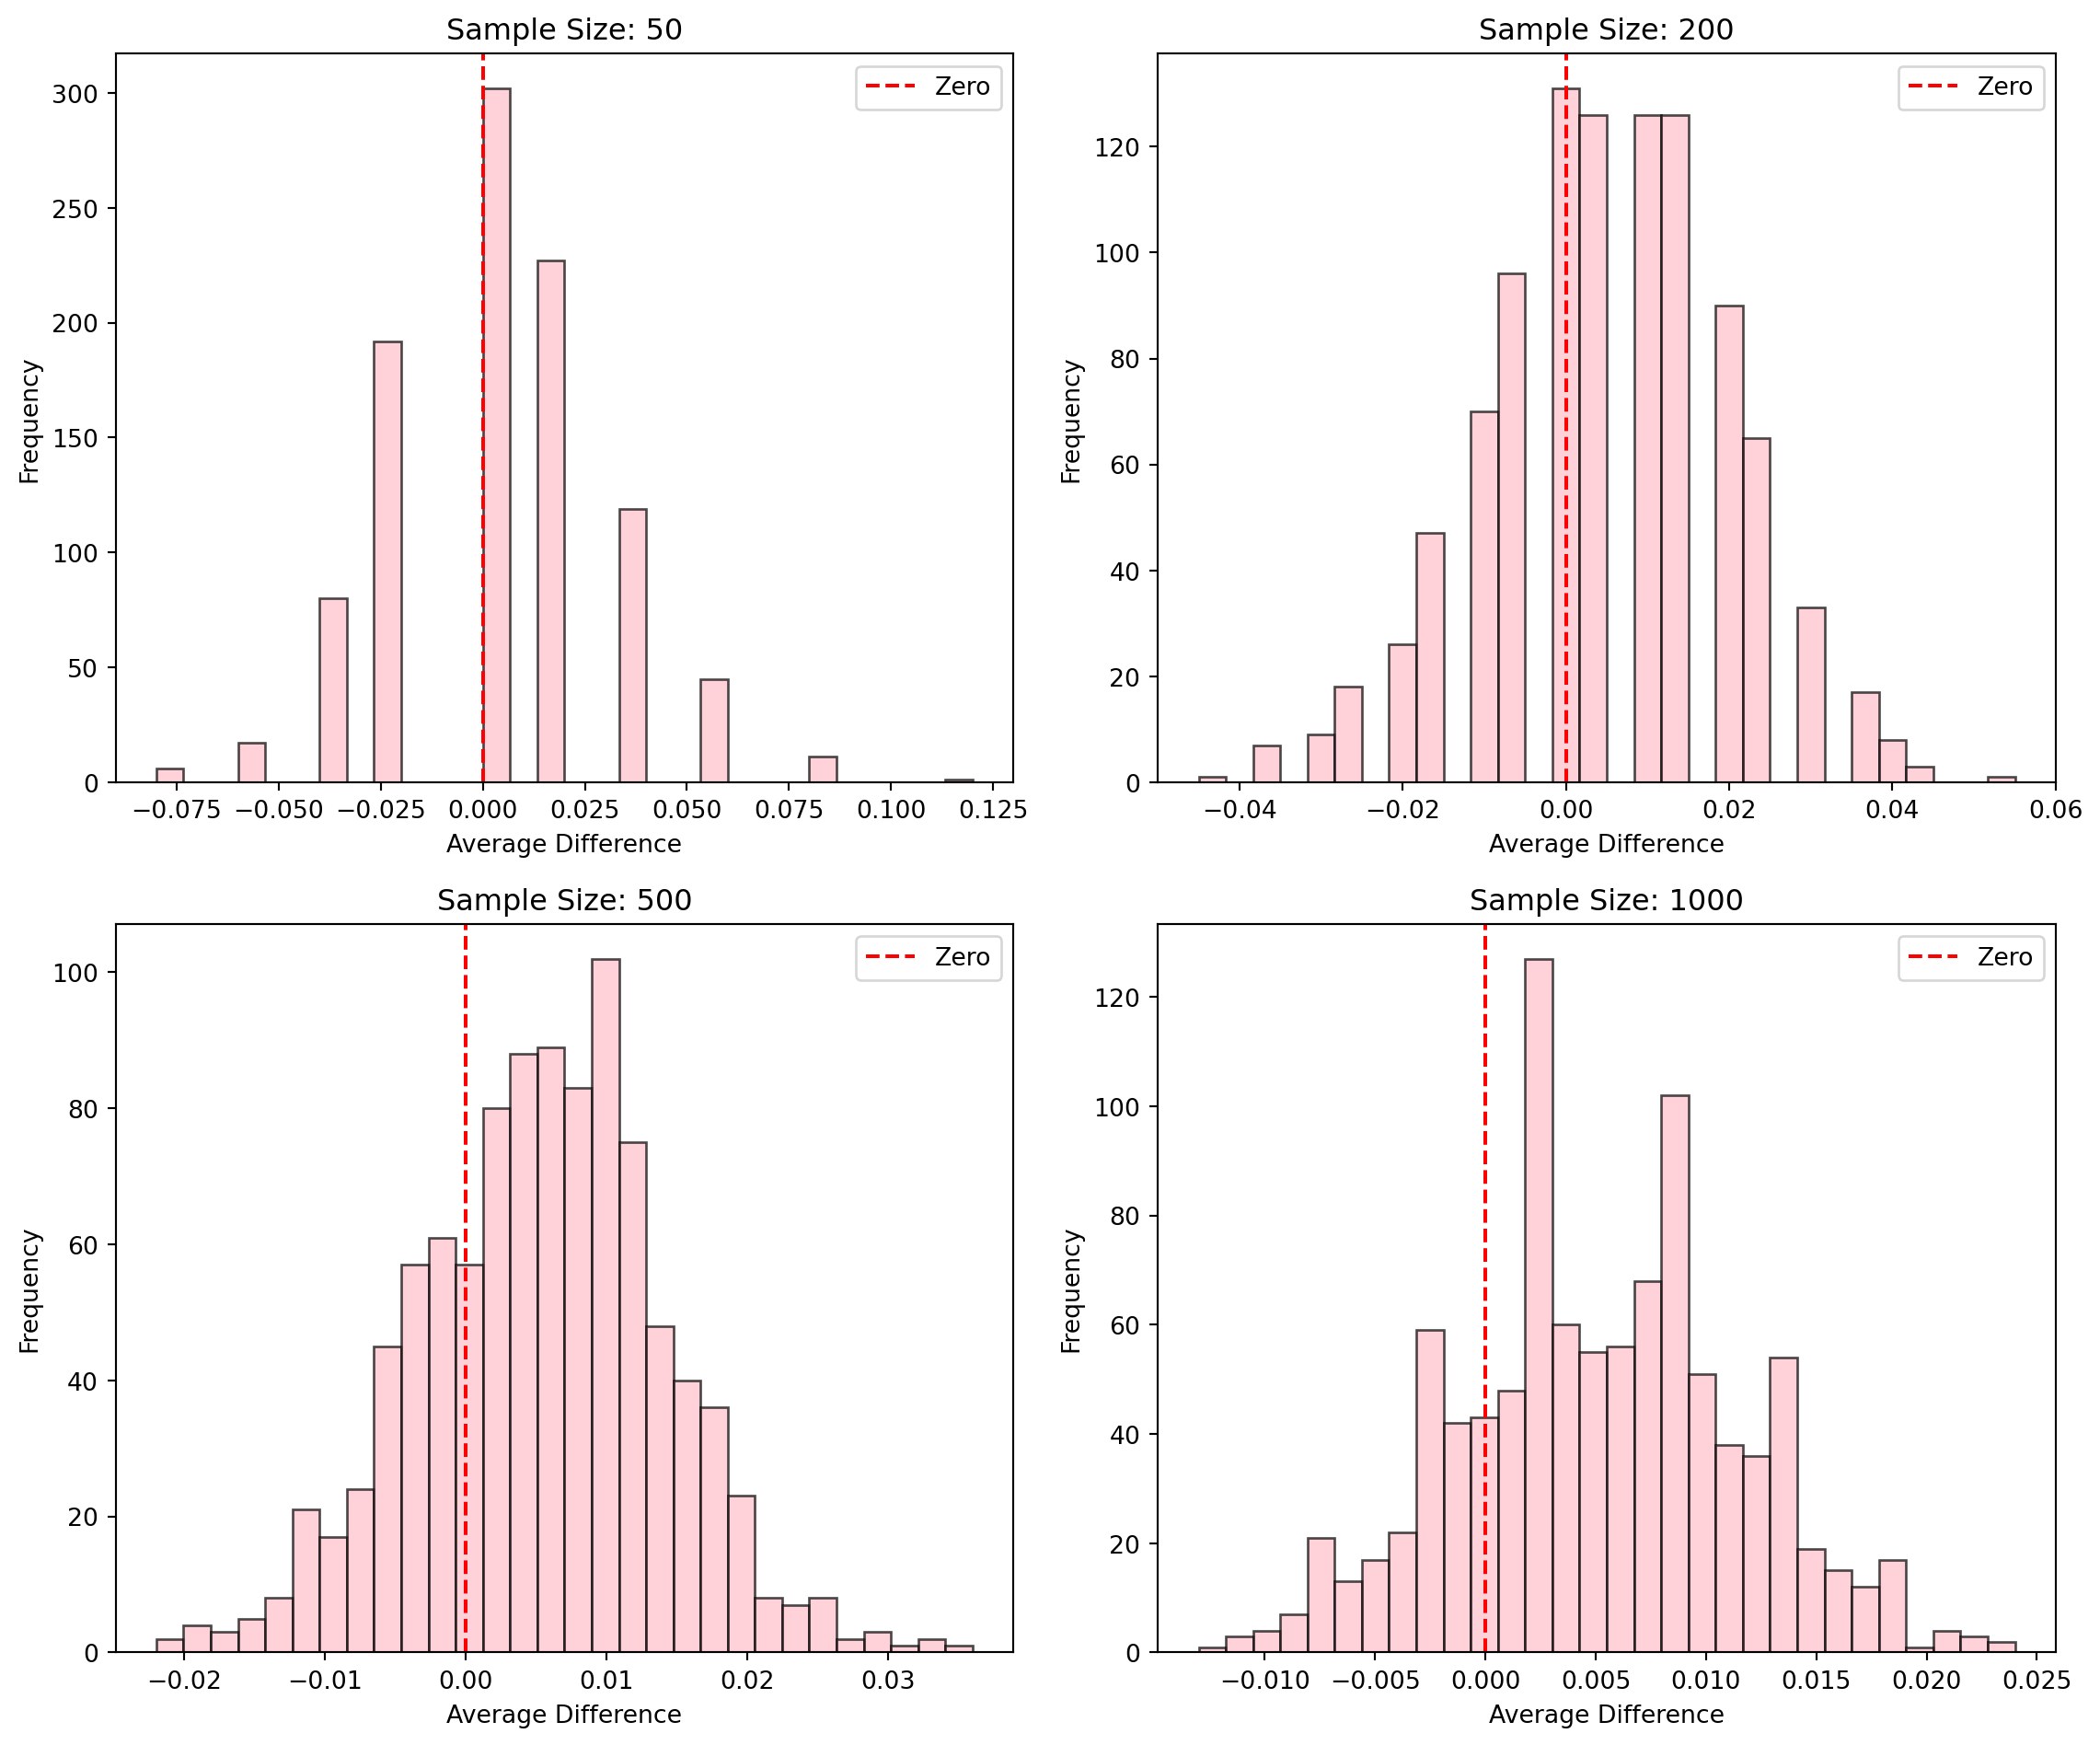 Sample Size: 50
Zero
Frequency
300
250
200
150
100
50
0
−0.075 −0.050 −0.025 0.000 0.025 0.050 0.075 0.100 0.125
Average Difference
Sample Size: 200
Zero
Frequency
120
100
80
60
40
20
0
−0.04 −0.02 0.00 0.02 0.04 0.06
Average Difference
Sample Size: 500
Zero
Frequency
100
80
60
40
20
0
−0.02 −0.01 0.00 0.01 0.02 0.03
Average Difference
Sample Size: 1000
Zero
Frequency
120
100
80
60
40
20
0
−0.010 −0.005 0.000 0.005 0.010 0.015 0.020 0.025
Average Difference